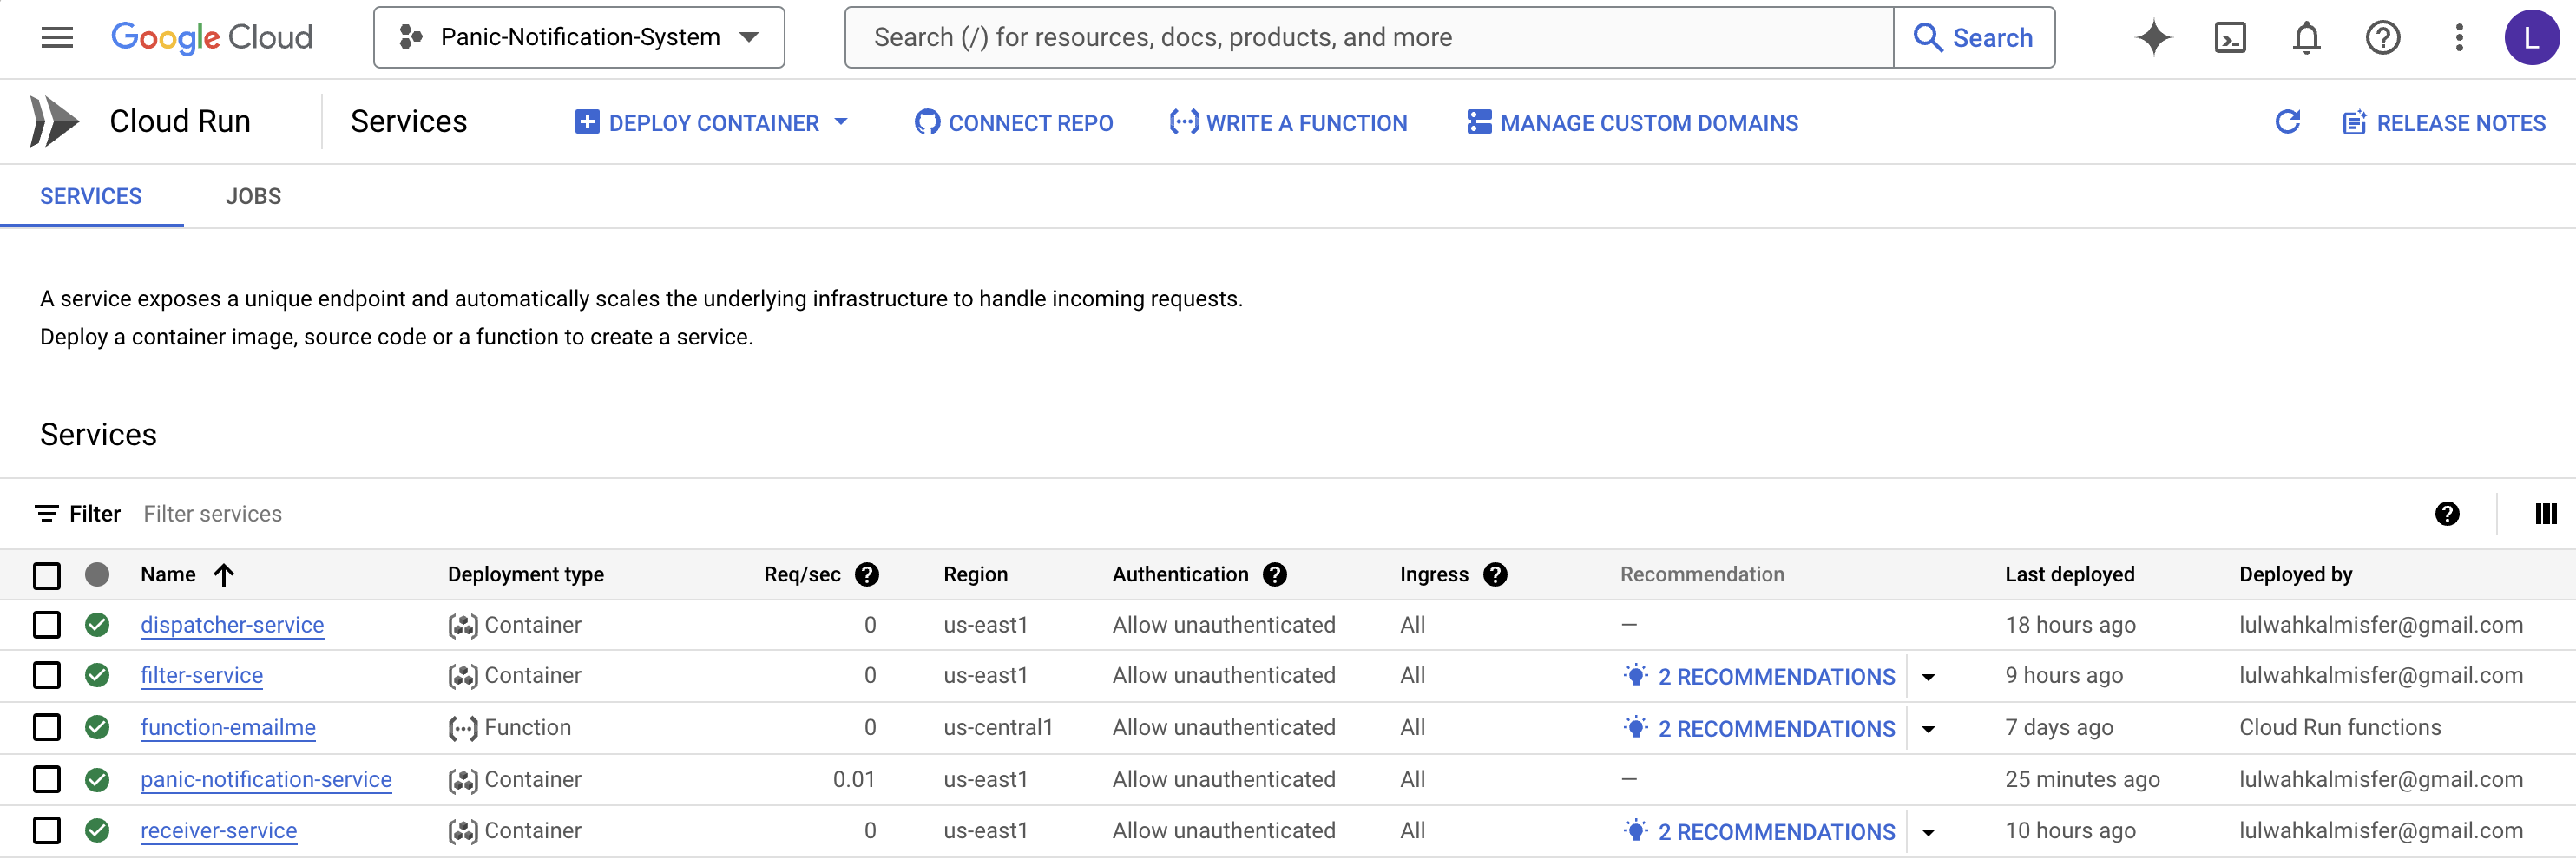 Google Cloud Panic-Notification-System Search (/) for resources, docs, products, and more Search L
Cloud Run Services DEPLOY CONTAINER CONNECT REPO WRITE A FUNCTION MANAGE CUSTOM DOMAINS RELEASE NOTES
SERVICES JOBS
A service exposes a unique endpoint and automatically scales the underlying infrastructure to handle incoming requests.
Deploy a container image, source code or a function to create a service.
Services
Filter Filter services
Name Deployment type Req/sec Region Authentication Ingress Recommendation Last deployed Deployed by
dispatcher-service Container 0 us-east1 Allow unauthenticated All — 18 hours ago lulwahkalmisfer@gmail.com
filter-service Container 0 us-east1 Allow unauthenticated All 2 RECOMMENDATIONS 9 hours ago lulwahkalmisfer@gmail.com
function-emailme Function 0 us-central1 Allow unauthenticated All 2 RECOMMENDATIONS 7 days ago Cloud Run functions
panic-notification-service Container 0.01 us-east1 Allow unauthenticated All — 25 minutes ago lulwahkalmisfer@gmail.com
receiver-service Container 0 us-east1 Allow unauthenticated All 2 RECOMMENDATIONS 10 hours ago lulwahkalmisfer@gmail.com